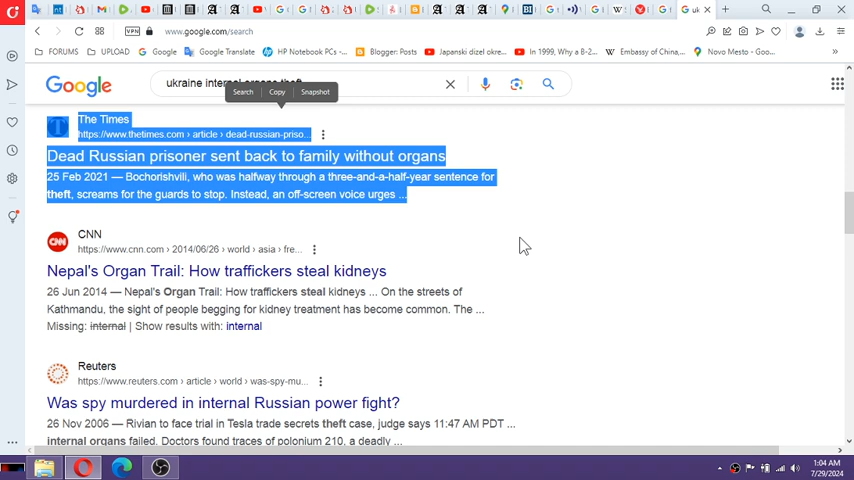 www.google.com/search
VPN
FORUMS
UPLOAD
Google
Google Translate
HP NOTEBOOK PC -...
Blogger: Posts
Japanski dizel okre...
In 1999, Why a B-2...
Embassy of China,...
Novo Mesto - Goo...
Google
ukraine internal organs theft
Search
Copy
Snapshot
The Times
https://www.thetimes.com › article › dead-russian-priso...
Dead Russian prisoner sent back to family without organs
25 Feb 2021 — Bochorishvili, who was halfway through a three-and-a-half-year sentence for
theft, screams for the guards to stop. Instead, an off-screen voice urges ...
CNN
https://www.cnn.com › 2014/06/26 › world › asia › fre...
Nepal's Organ Trail: How traffickers steal kidneys
26 Jun 2014 — Nepal's Organ Trail: How traffickers steal kidneys ... On the streets of
Kathmandu, the sight of people begging for kidney treatment has become common. The ...
Missing: internal | Show results with: internal
Reuters
https://www.reuters.com › article › world › was-spy-mu...
Was spy murdered in internal Russian power fight?
26 Nov 2006 — Rivian to face trial in Tesla trade secrets theft case, judge says 11:47 AM PDT ...
internal organs failed. Doctors found traces of polonium 210, a deadly ...
1:04 AM
7/29/2024